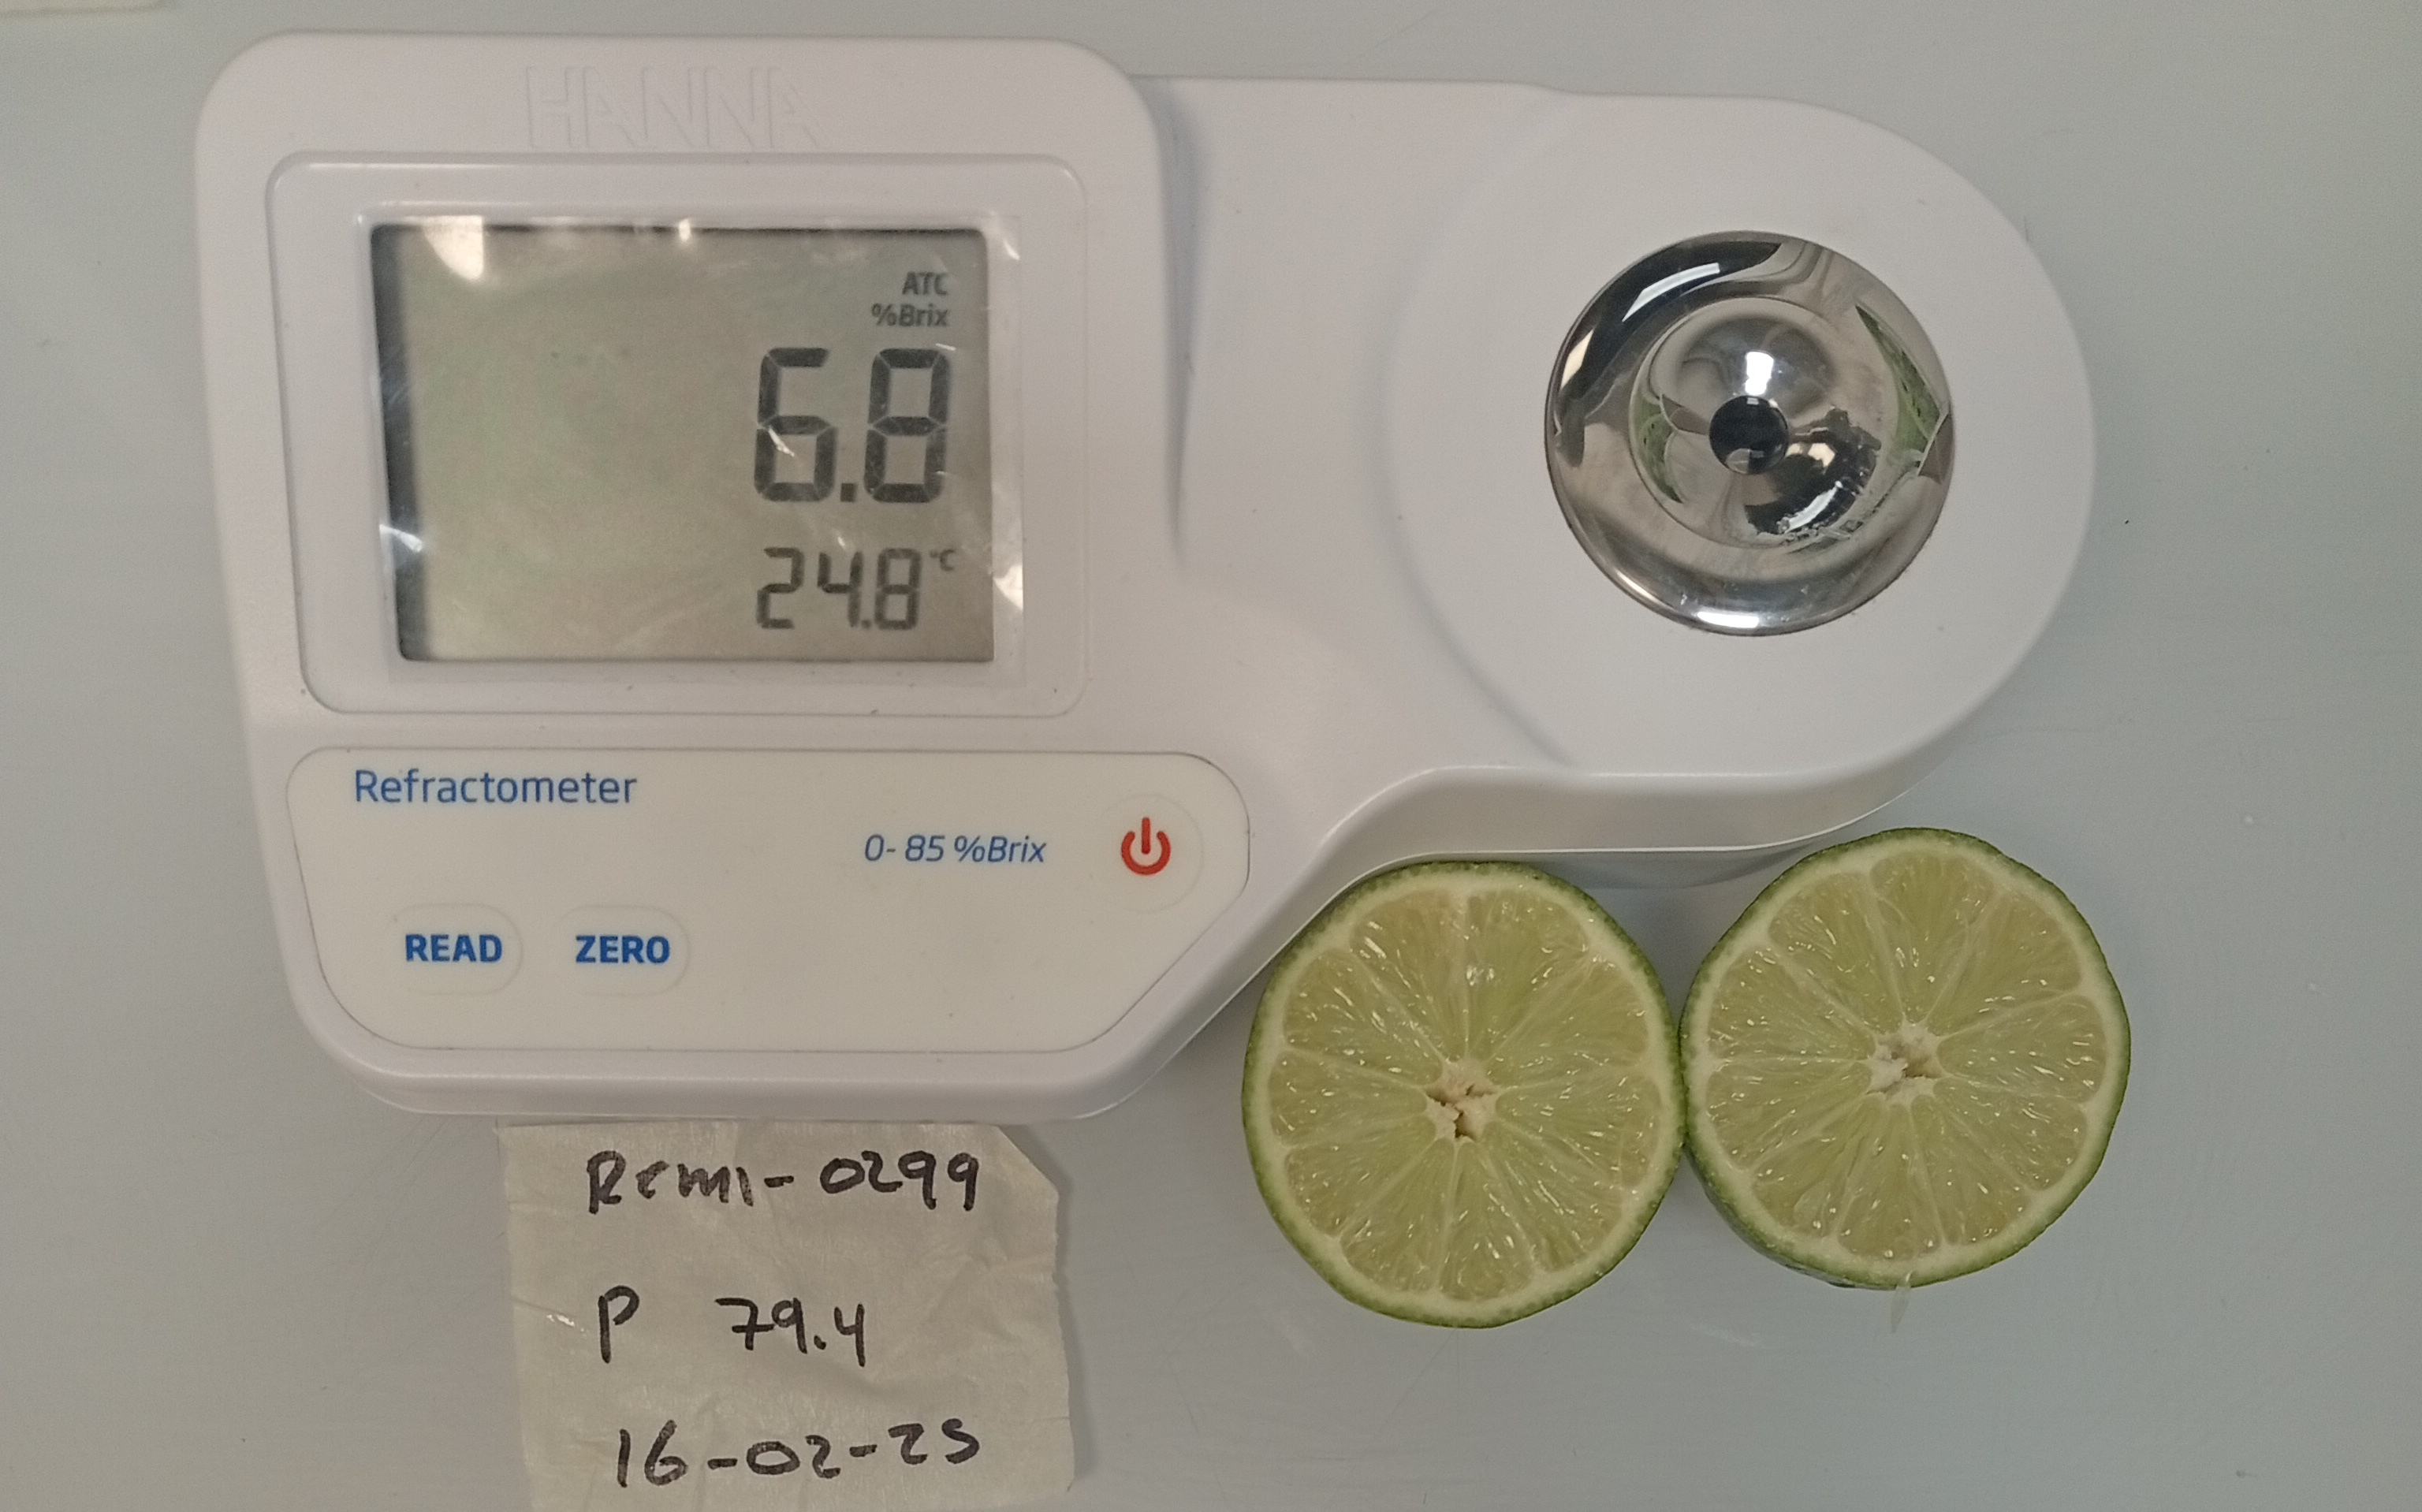 HANNA
ATC
%Brix
6.8
24.8 °C
Refractometer
0- 85 %Brix
READ ZERO
Remi-0299
P 79.4
16-02-25